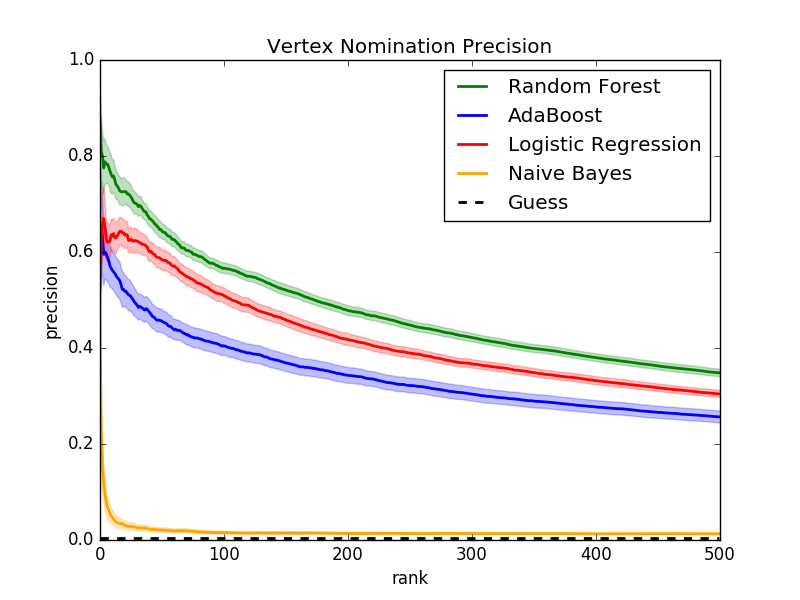 Vertex Nomination Precision
1.0
0.8
0.6
0.4
0.2
0.0
precision
Random Forest
AdaBoost
Logistic Regression
Naive Bayes
Guess
0 100 200 300 400 500
rank